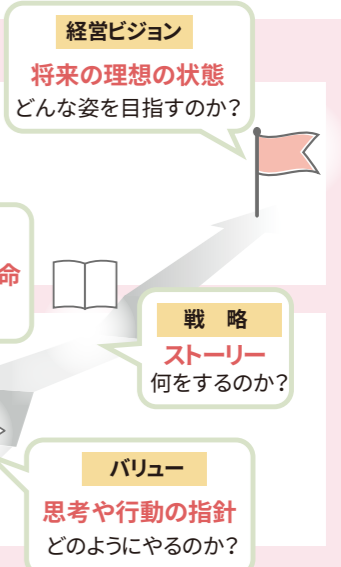 経営ビジョン
将来の理想の状態
どんな姿を目指すのか?
命
戦 略
ストーリー
何をするのか?
バリュー
思考や行動の指針
どのようにやるのか?